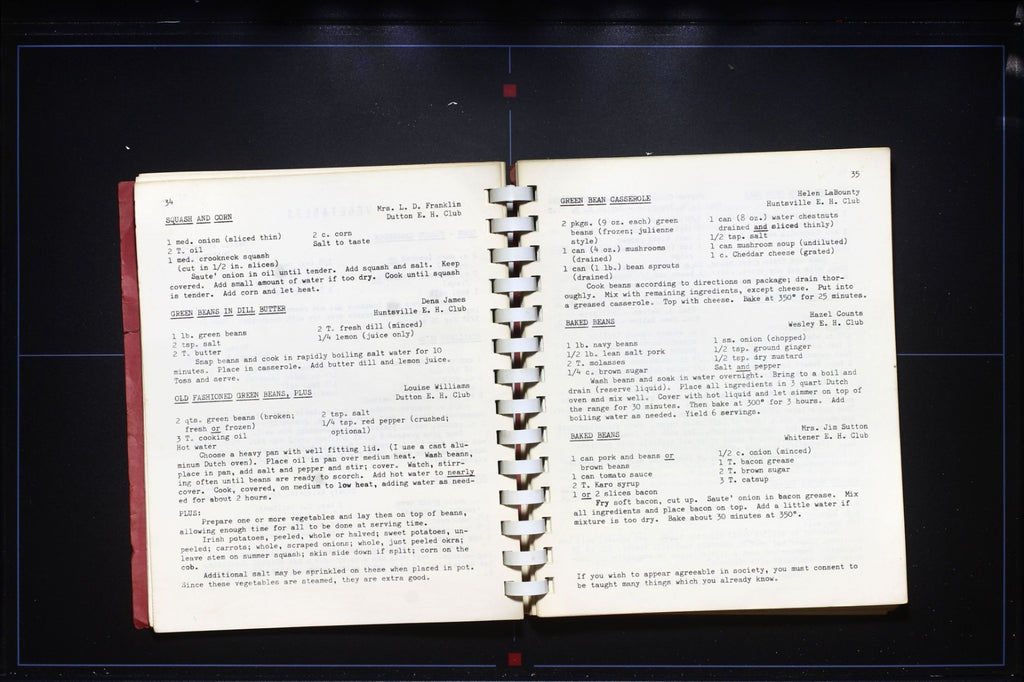 34
SQUASH AND CORN
Mrs. L. D. Franklin
Dutton E. H. Club
1 med. onion (sliced thin)
2 T. oil
1 med. crookneck squash
(cut in 1/2 in. slices)
2 c. corn
Salt to taste
Saute' onion in oil until tender. Add squash and salt. Keep
covered. Add small amount of water if too dry. Cook until squash
is tender. Add corn and let heat.
GREEN BEANS IN DILL BUTTER
Dena James
Huntsville E. H. Club
1 lb. green beans
2 tsp. salt
2 T. butter
2 T. fresh dill (minced)
1/4 lemon (juice only)
Snap beans and cook in rapidly boiling salt water for 10
minutes. Place in casserole. Add butter dill and lemon juice.
Toss and serve.
OLD FASHIONED GREEN BEANS, PLUS
Louise Williams
Dutton E. H. Club
2 qts. green beans (broken;
fresh or frozen)
3 T. cooking oil
Hot water
2 tsp. salt
1/4 tsp. red pepper (crushed;
optional)
Choose a heavy pan with well fitting lid. (I use a cast alu-
minum Dutch oven). Place oil in pan over medium heat. Wash beans,
place in pan, add salt and pepper and stir; cover. Watch, stirr-
ing often until beans are ready to scorch. Add hot water to nearly
cover. Cook, covered, on medium to low heat, adding water as need-
ed for about 2 hours.
PLUS:
Prepare one or more vegetables and lay them on top of beans,
allowing enough time for all to be done at serving time.
Irish potatoes, peeled, whole or halved; sweet potatoes, un-
peeled; carrots; whole, scraped onions; whole, just peeled okra;
leave stem on summer squash; skin side down if split; corn on the
cob.
Additional salt may be sprinkled on these when placed in pot.
Since these vegetables are steamed, they are extra good.
35
GREEN BEAN CASSEROLE
Helen LaBounty
Huntsville E. H. Club
2 pkgs. (9 oz. each) green
beans (frozen; julienne
style)
1 can (4 oz.) mushrooms
(drained)
1 can (1 lb.) bean sprouts
(drained)
1 can (8 oz.) water chestnuts
drained and sliced thinly)
1/2 tsp. salt
1 can mushroom soup (undiluted)
1 c. Cheddar cheese (grated)
Cook beans according to directions on package; drain thor-
oughly. Mix with remaining ingredients, except cheese. Put into
a greased casserole. Top with cheese. Bake at 350° for 25 minutes.
BAKED BEANS
Hazel Counts
Wesley E. H. Club
1 lb. navy beans
1/2 lb. lean salt pork
2 T. molasses
1/4 c. brown sugar
1 sm. onion (chopped)
1/2 tsp. ground ginger
1/2 tsp. dry mustard
Salt and pepper
Wash beans and soak in water overnight. Bring to a boil and
drain (reserve liquid). Place all ingredients in 3 quart Dutch
oven and mix well. Cover with hot liquid and let simmer on top of
the range for 30 minutes. Then bake at 300° for 3 hours. Add
boiling water as needed. Yield 6 servings.
BAKED BEANS
Mrs. Jim Sutton
Whitener E. H. Club
1 can pork and beans or
brown beans
1 can tomato sauce
2 T. Karo syrup
1 or 2 slices bacon
1/2 c. onion (minced)
1 T. bacon grease
2 T. brown sugar
3 T. catsup
Fry soft bacon, cut up. Saute' onion in bacon grease. Mix
all ingredients and place bacon on top. Add a little water if
mixture is too dry. Bake about 30 minutes at 350°.
If you wish to appear agreeable in society, you must consent to
be taught many things which you already know.